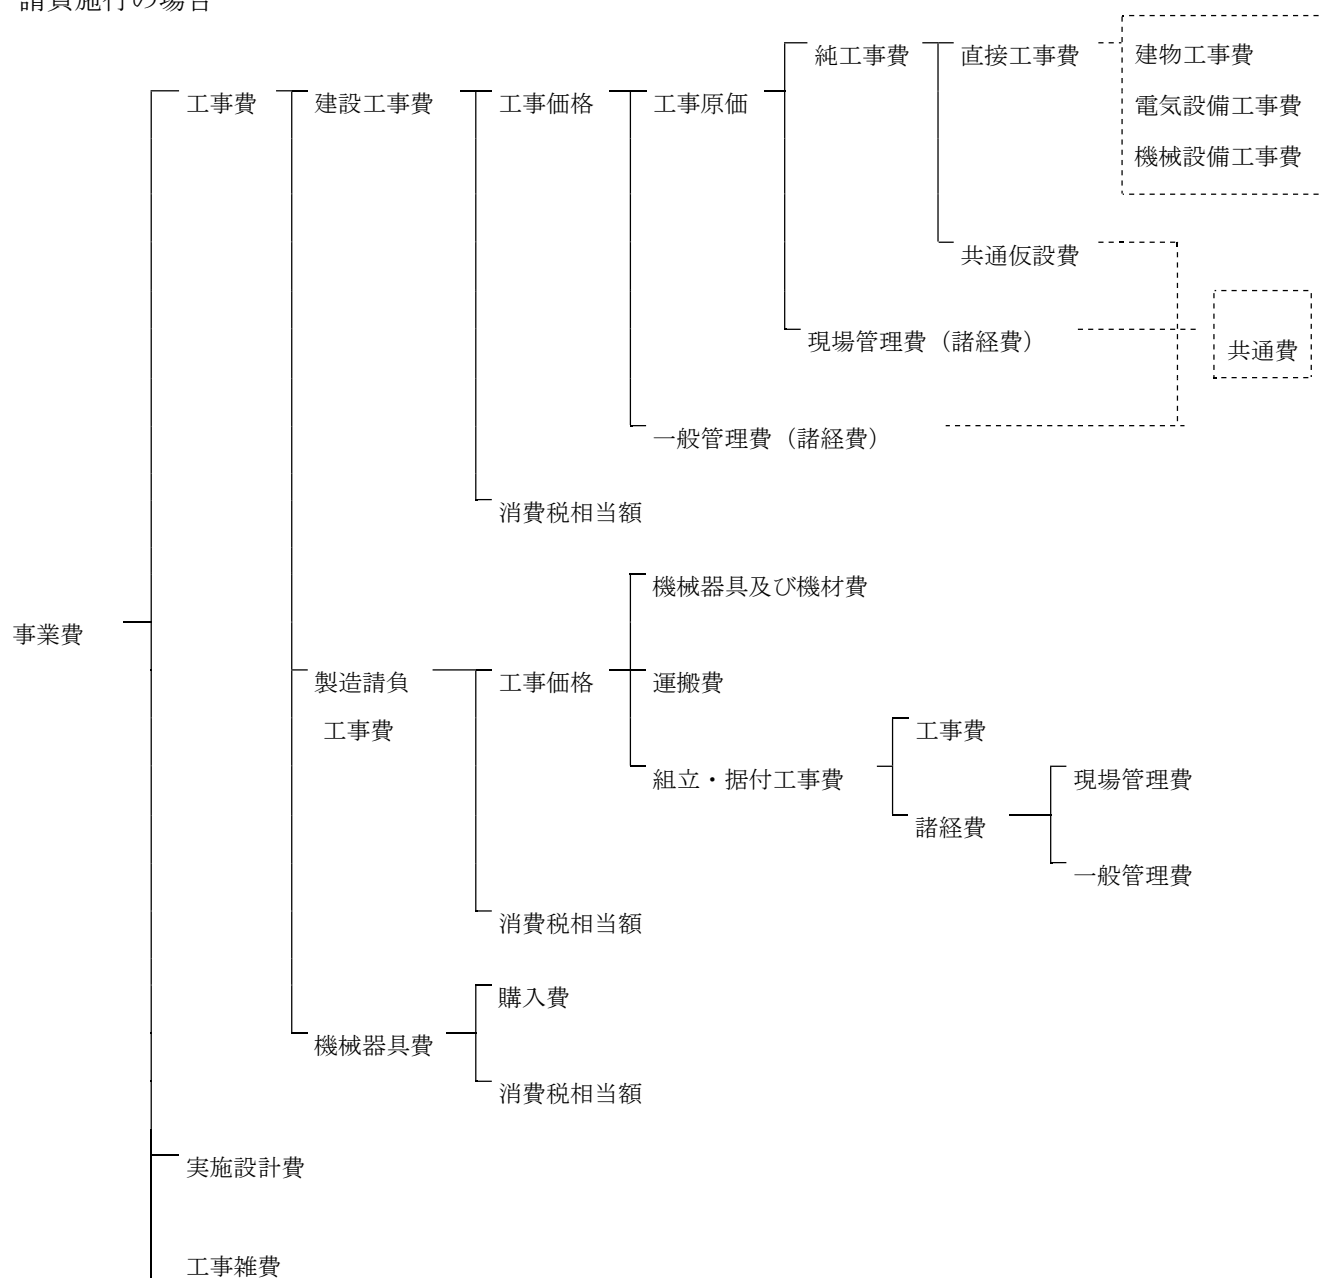 請負施行の場合
純工事費 直接工事費 建物工事費
工事費 建設工事費 工事価格 工事原価 電気設備工事費
機械設備工事費
共通仮設費
現場管理費（諸経費） 共通費
一般管理費（諸経費）
消費税相当額
機械器具及び機材費
事業費
製造請負 工事価格 運搬費
工事費 工事費
組立・据付工事費 現場管理費
諸経費
一般管理費
消費税相当額
購入費
機械器具費
消費税相当額
実施設計費
工事雑費